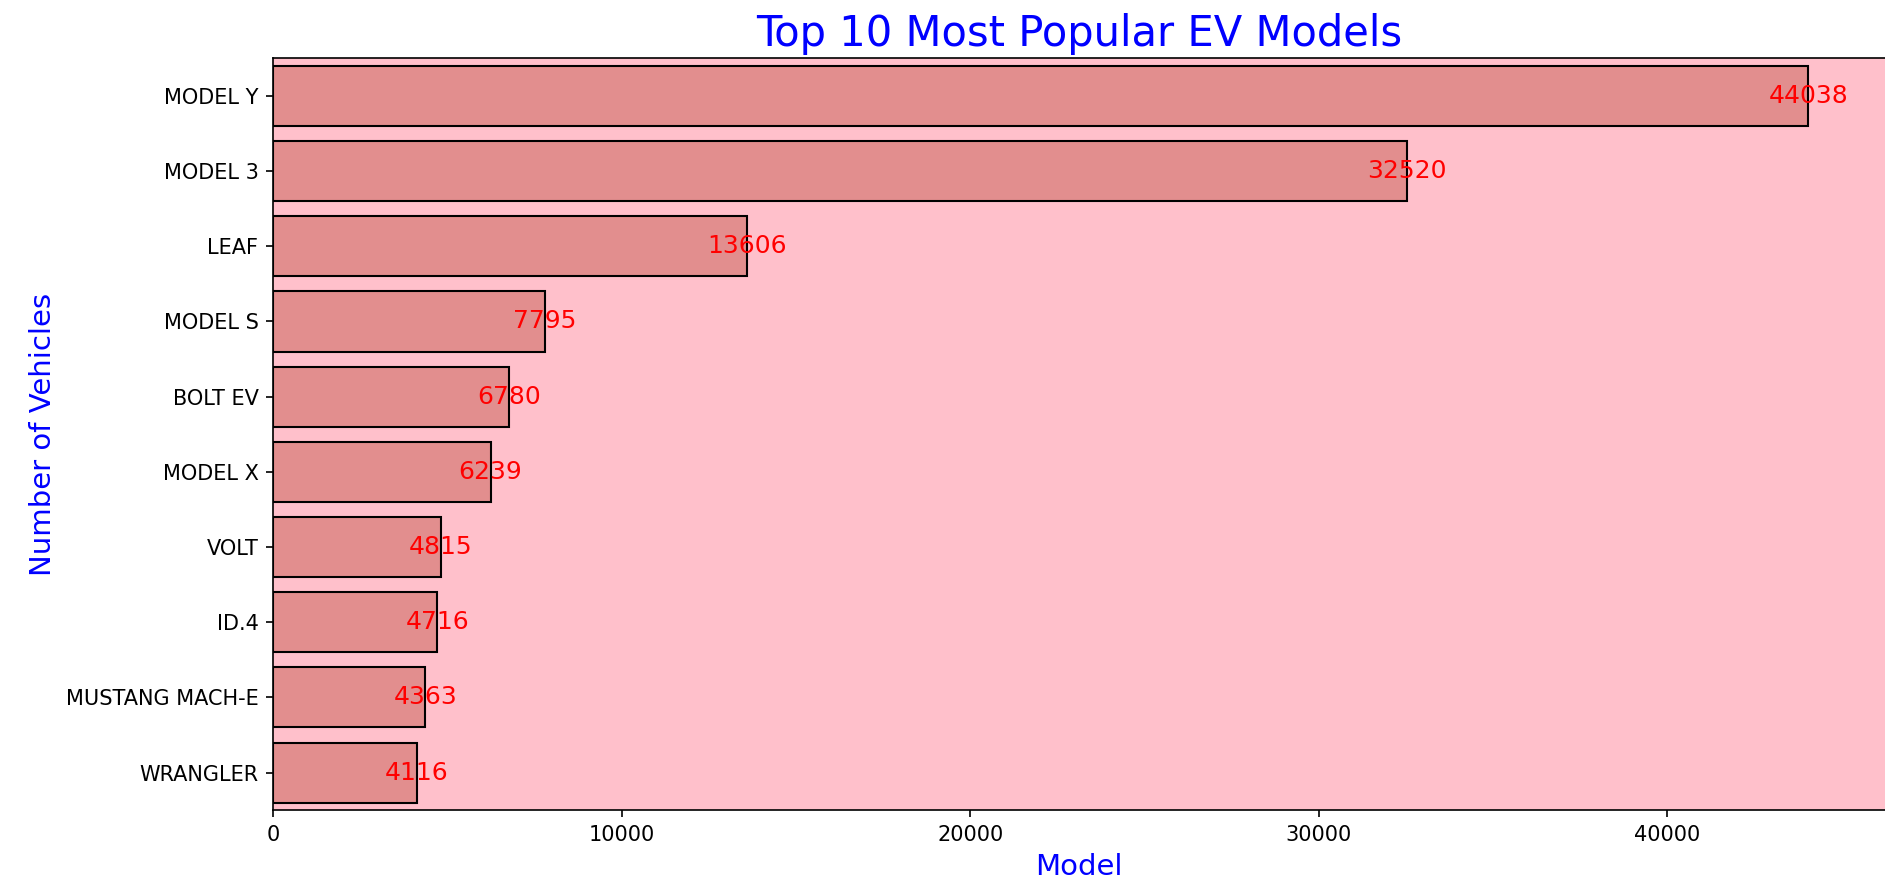 Top 10 Most Popular EV Models
Number of Vehicles
MODEL Y 44038
MODEL 3 32520
LEAF 13606
MODEL S 7795
BOLT EV 6780
MODEL X 6239
VOLT 4815
ID.4 4716
MUSTANG MACH-E 4363
WRANGLER 4116
0 10000 20000 30000 40000
Model